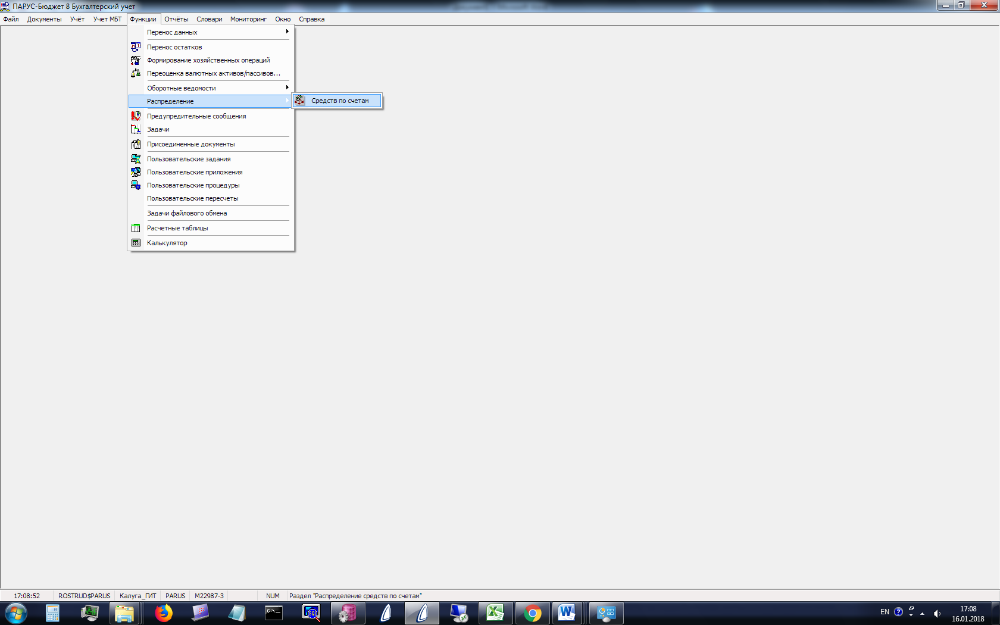 ПАРУС-Бюджет 8 Бухгалтерский учет
Файл Документы Учёт Учет МБТ Функции Отчёты Словари Мониторинг Окно Справка
Перенос данных
Перенос остатков
Формирование хозяйственных операций
Переоценка валютных активов/пассивов...
Оборотные ведомости
Распределение
Средств по счетам
Предупредительные сообщения
Задачи
Присоединенные документы
Пользовательские задания
Пользовательские приложения
Пользовательские процедуры
Пользовательские пересчеты
Задачи файлового обмена
Расчетные таблицы
Калькулятор
17:08:52 ROSTRUD$PARUS Калуга_ГИТ PARUS M22987-3 NUM Раздел "Распределение средств по счетам"
C:\_
SQL
EN
17:08
16.01.2018